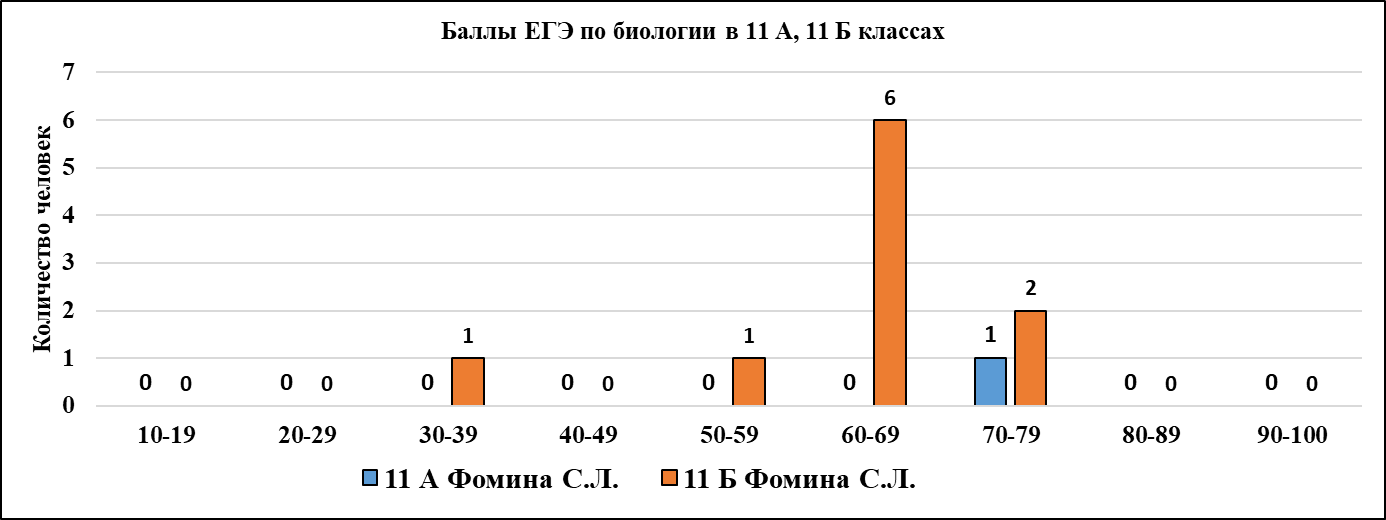 Баллы ЕГЭ по биологии в 11 А, 11 Б классах
Количество человек
7
6
5
4
3
2
1
0
0 0 0 0 0 1 0 0 0 1 0 6 1 2 0 0 0 0
10-19 20-29 30-39 40-49 50-59 60-69 70-79 80-89 90-100
11 А Фомина С.Л. 11 Б Фомина С.Л.